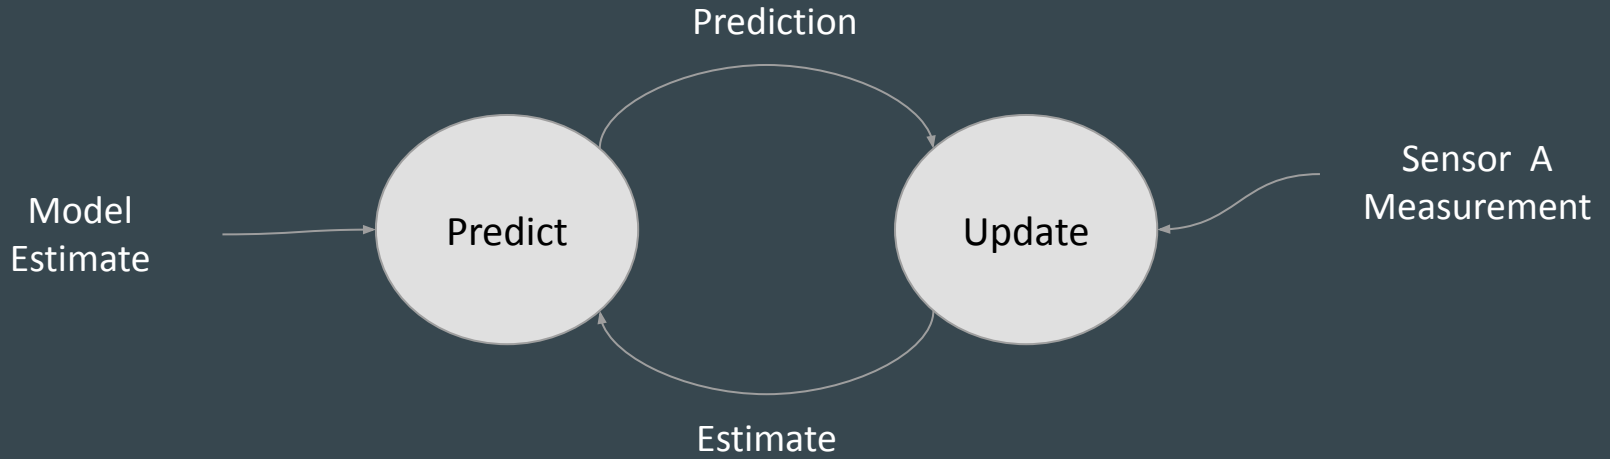 Prediction
Model
Estimate
Predict
Update
Sensor A
Measurement
Estimate